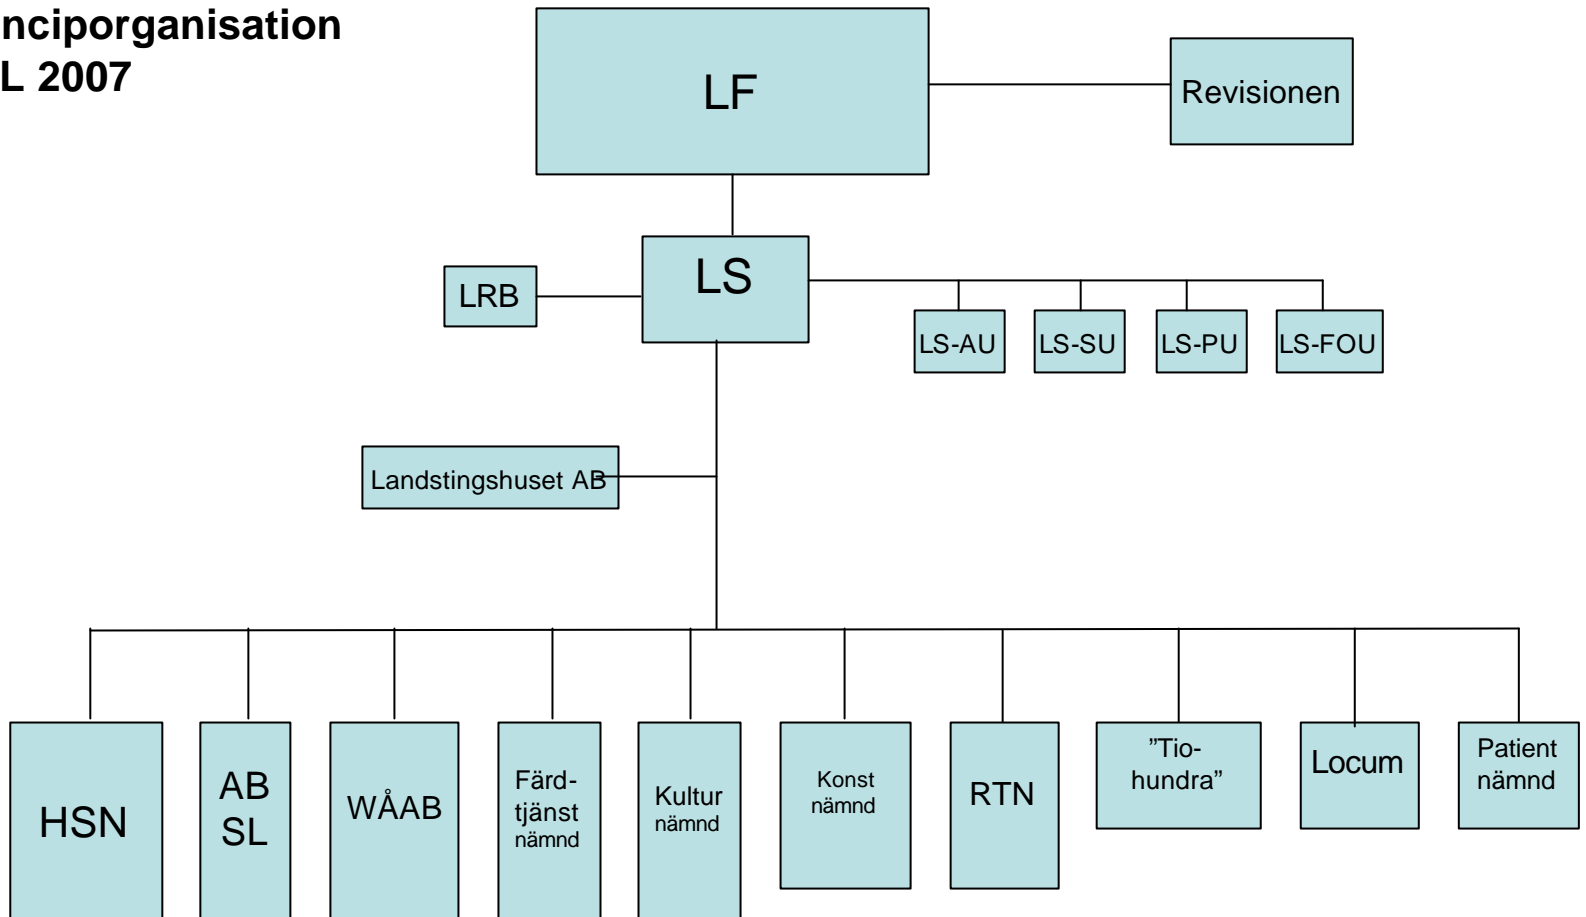 nciporganisation
L 2007
LF
Revisionen
LS
LRB
LS-AU
LS-SU
LS-PU
LS-FOU
Landstingshuset AB
HSN
AB
SL
WÅAB
Färd-
tjänst
nämnd
Kultur
nämnd
Konst
nämnd
RTN
”Tio-
hundra”
Locum
Patient
nämnd